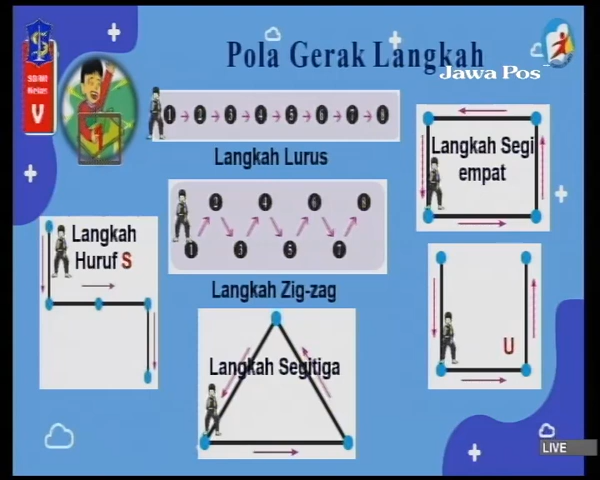 Pola Gerak Langkah
Jawa Pos
SD/MI
Kelas
V
1
1 2 3 4 5 6 7 8
Langkah Lurus
Langkah Segi
empat
2 4 6 8
1 3 5 7
Langkah Zig-zag
Langkah
Huruf S
Langkah Segitiga
U
LIVE